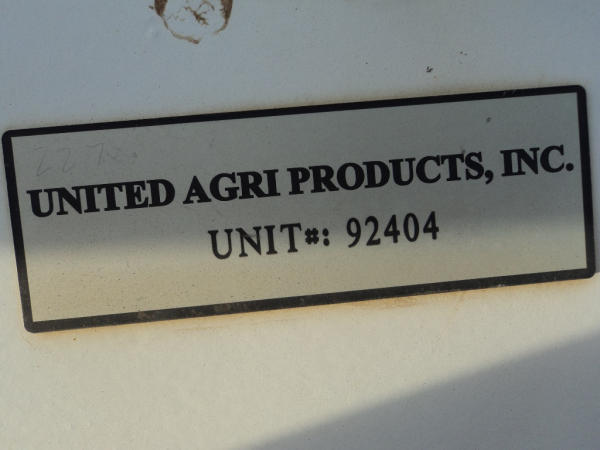 UNITED AGRI PRODUCTS, INC.
UNIT#: 92404